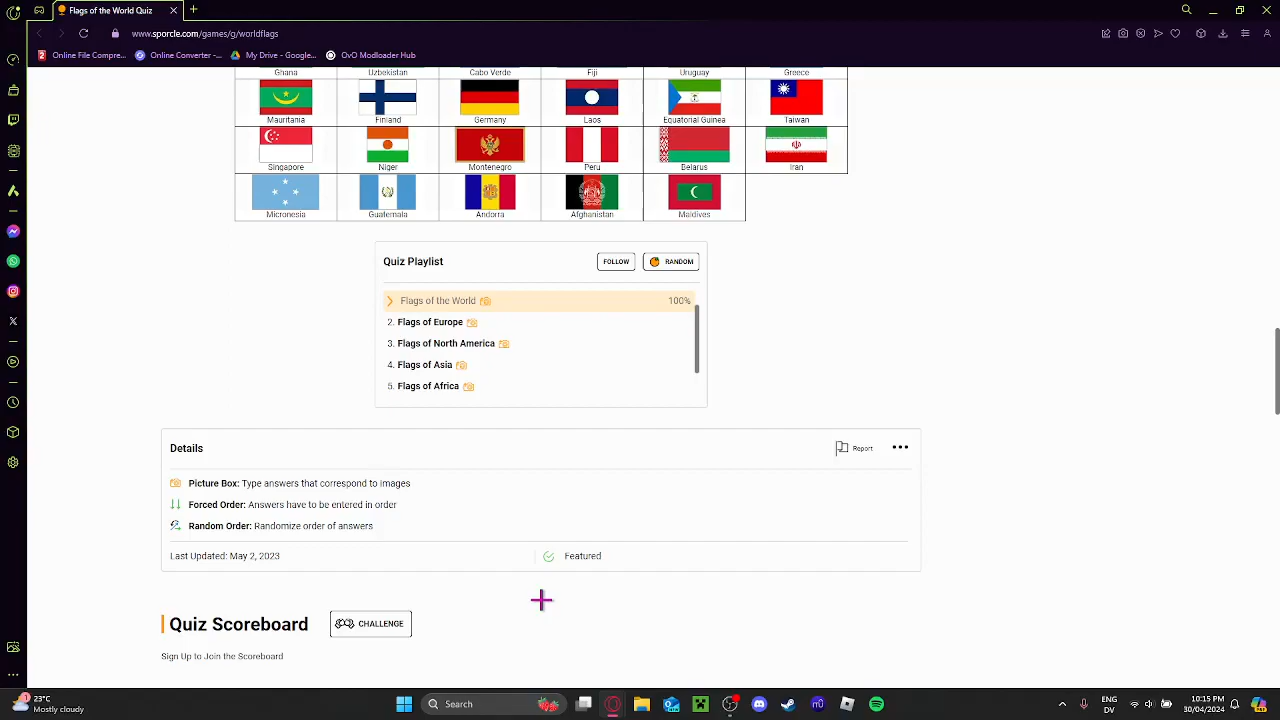 Flags of the World Quiz
www.sporcle.com/games/g/worldflags
Online File Compre... Online Converter -... My Drive - Google... OvO Modloader Hub
Ghana Uzbekistan Cabo Verde Fiji Uruguay Greece
Mauritania Finland Germany Laos Equatorial Guinea Taiwan
Singapore Niger Montenegro Peru Belarus Iran
Micronesia Guatemala Andorra Afghanistan Maldives
Quiz Playlist FOLLOW RANDOM
Flags of the World 100%
2. Flags of Europe
3. Flags of North America
4. Flags of Asia
5. Flags of Africa
Details Report
Picture Box: Type answers that correspond to images
Forced Order: Answers have to be entered in order
Random Order: Randomize order of answers
Last Updated: May 2, 2023 Featured
Quiz Scoreboard CHALLENGE
Sign Up to Join the Scoreboard
1 23°C
Mostly cloudy
Search
ENG
DV
10:15 PM
30/04/2024